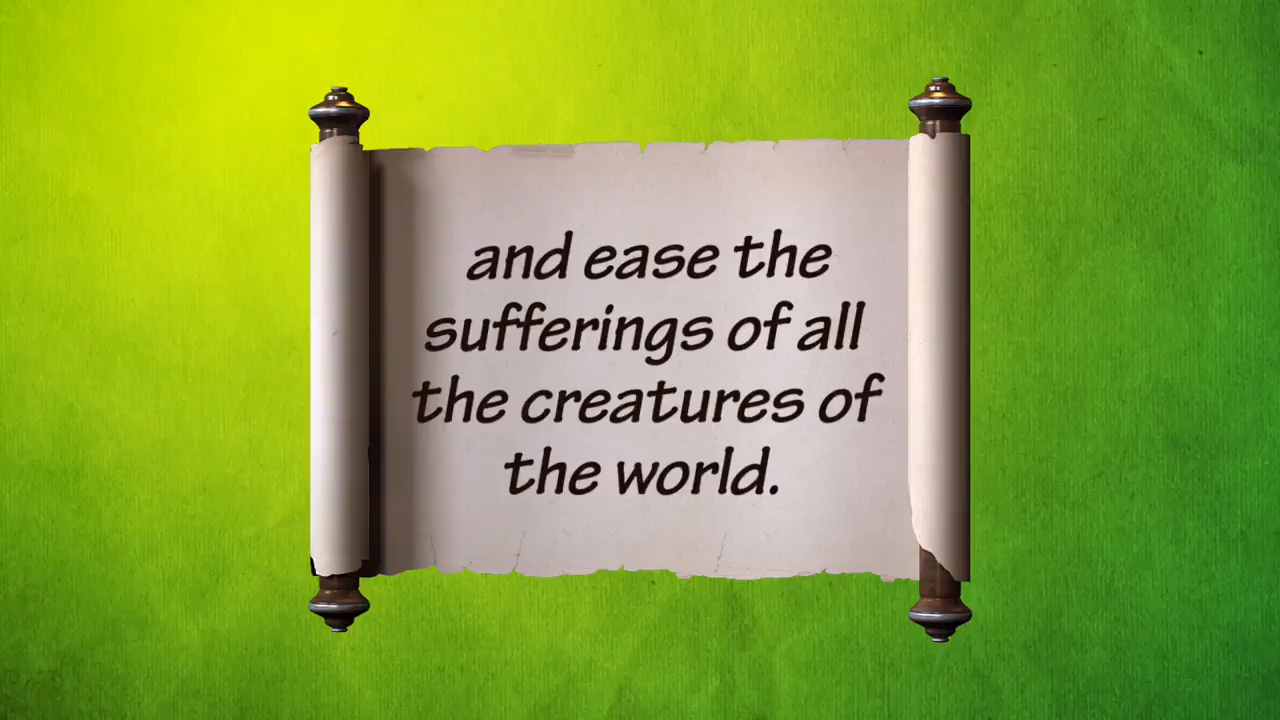 and ease the
sufferings of all
the creatures of
the world.